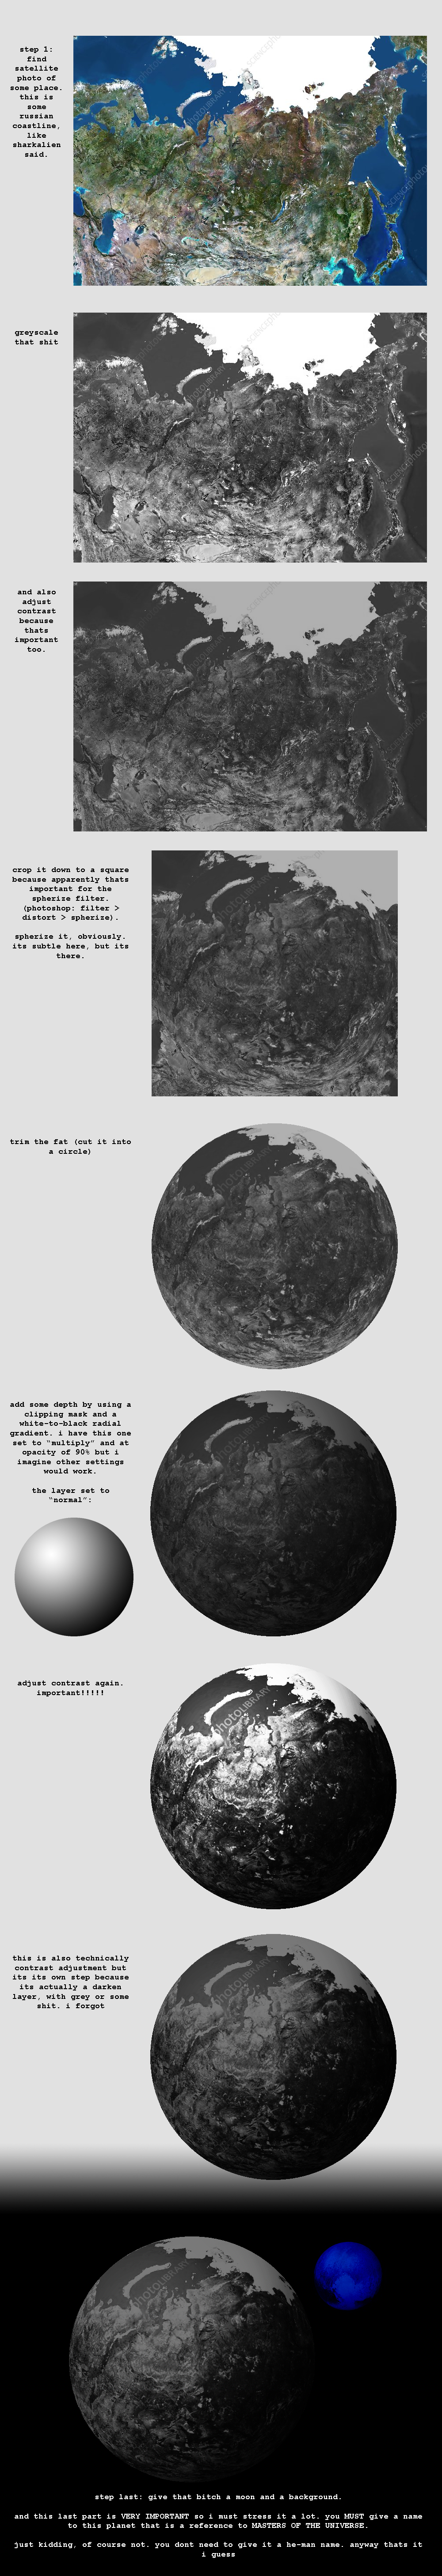 step 1:
find
satellite
photo of
some place.
this is
some
russian
coastline,
like
sharkalien
said.
greyscale
that shit
and also
adjust
contrast
because
thats
important
too.
crop it down to a square
because apparently thats
important for the
spherize filter.
(photoshop: filter >
distort > spherize).
spherize it, obviously.
its subtle here, but its
there.
trim the fat (cut it into
a circle)
add some depth by using a
clipping mask and a
white-to-black radial
gradient. i have this one
set to "multiply" and at
opacity of 90% but i
imagine other settings
would work.
the layer set to
"normal":
adjust contrast again.
important!!!!!
PHOTOLIBRARY
this is also technically
contrast adjustment but
its its own step because
its actually a darken
layer, with grey or some
shit. i forgot
step last: give that bitch a moon and a background.
and this last part is VERY IMPORTANT so i must stress it a lot. you MUST give a name
to this planet that is a reference to MASTERS OF THE UNIVERSE.
just kidding, of course not. you dont need to give it a he-man name. anyway thats it
i guess